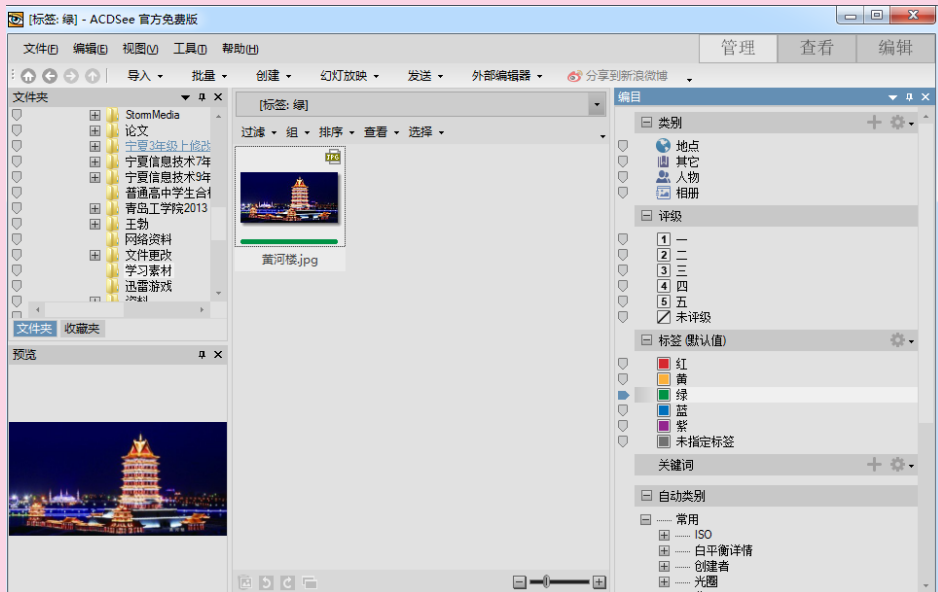 [标签: 绿] - ACDSee 官方免费版
文件(F) 编辑(E) 视图(V) 工具(T) 帮助(H)
管理 查看 编辑
导入 批量 创建 幻灯放映 发送 外部编辑器 分享到新浪微博
文件夹
StormMedia
论文
宁夏3年级上修改
宁夏信息技术7年
宁夏信息技术9年
普通高中学生合格
青岛工学院2013
王勃
网络资料
文件更改
学习素材
迅雷游戏
资料
文件夹 收藏夹
预览
[标签: 绿]
过滤 组 排序 查看 选择
JPG
黄河楼.jpg
编目
类别
地点
其它
人物
相册
评级
1 一
2 二
3 三
4 四
5 五
未评级
标签 (默认值)
红
黄
绿
蓝
紫
未指定标签
关键词
自动类别
常用
ISO
白平衡详情
创建者
光圈